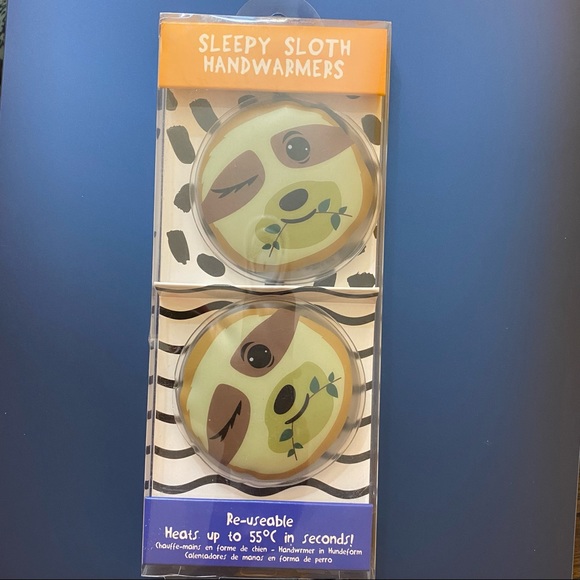 SLEEPY SLOTH
HANDWARMERS
Re-useable
Heats up to 55°C in seconds!
Chauffe-mains en forme de chien - Handwrmer in Hundeform
Calentadores de manos en forma de perro